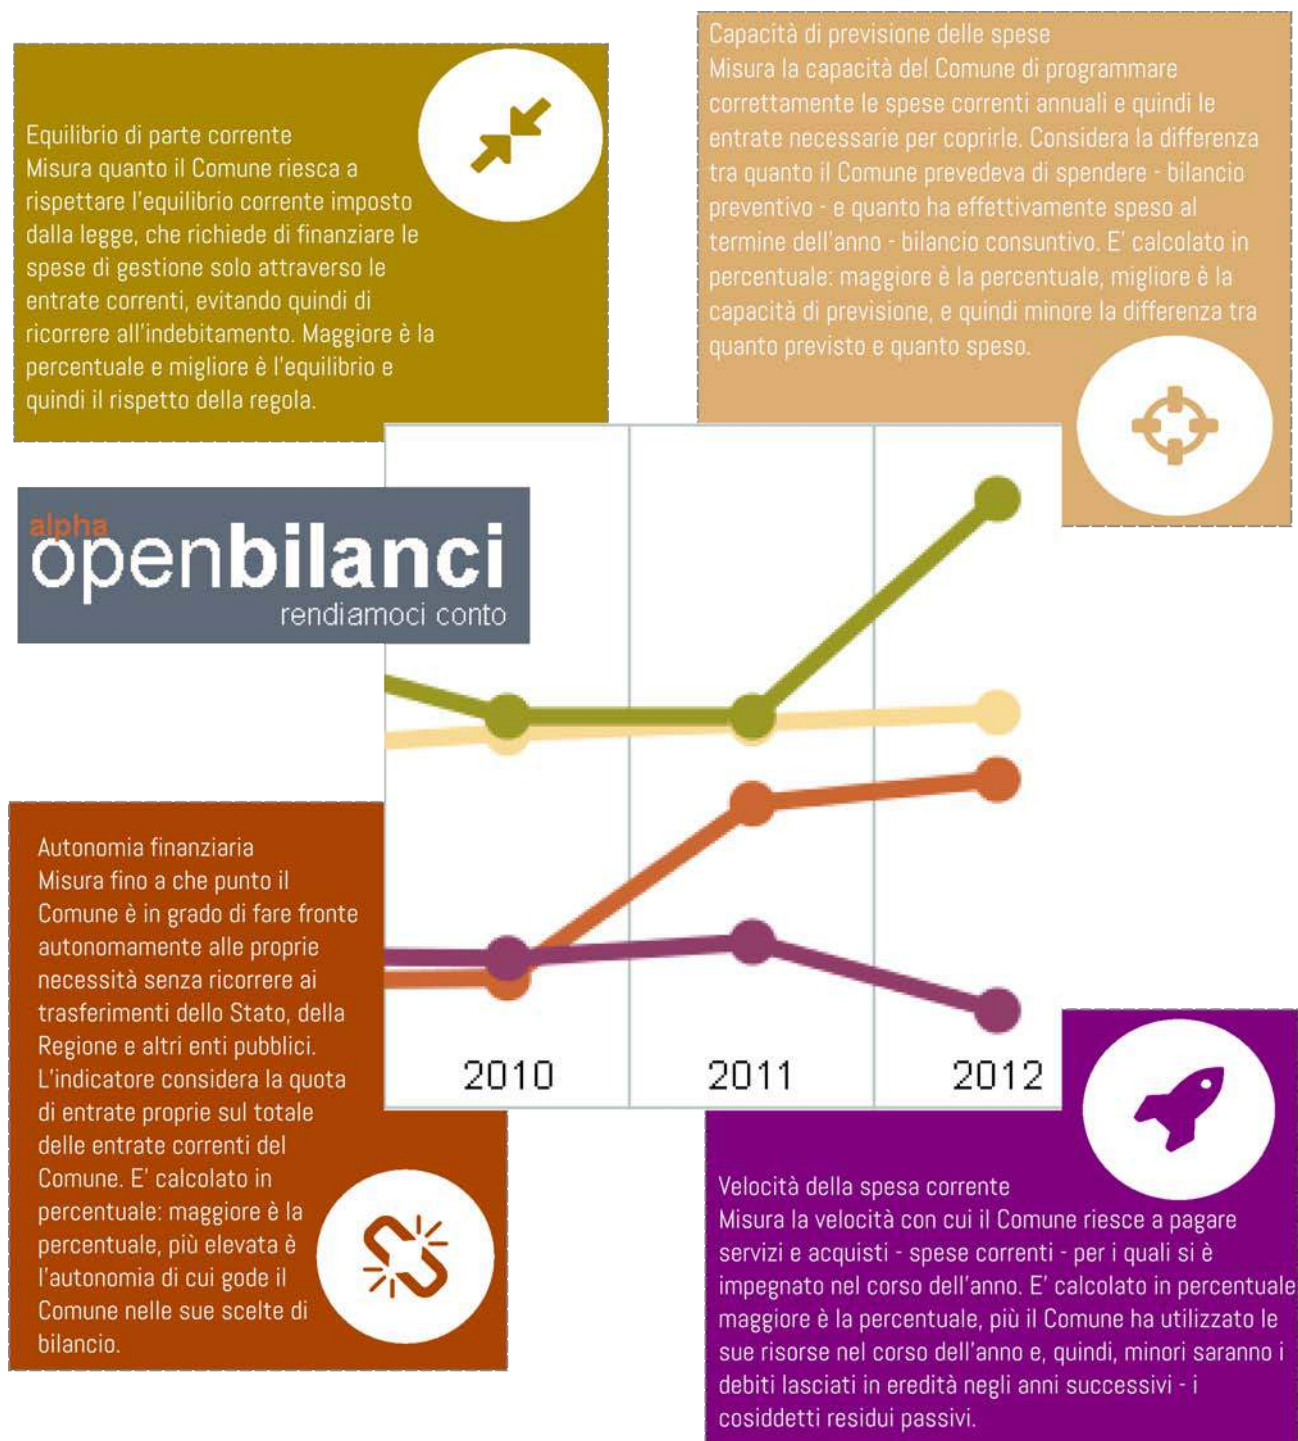 Equilibrio di parte corrente
Misura quanto il Comune riesca a
rispettare l'equilibrio corrente imposto
dalla legge, che richiede di finanziare le
spese di gestione solo attraverso le
entrate correnti, evitando quindi di
ricorrere all'indebitamento. Maggiore è la
percentuale e migliore è l'equilibrio e
quindi il rispetto della regola.
Capacità di previsione delle spese
Misura la capacità del Comune di programmare
correttamente le spese correnti annuali e quindi le
entrate necessarie per coprirle. Considera la differenza
tra quanto il Comune prevedeva di spendere - bilancio
preventivo - e quanto ha effettivamente speso al
termine dell'anno - bilancio consuntivo. E' calcolato in
percentuale: maggiore è la percentuale, migliore è la
capacità di previsione, e quindi minore la differenza tra
quanto previsto e quanto speso.
alpha
openbilanci
rendiamoci conto
2010 2011 2012
Autonomia finanziaria
Misura fino a che punto il
Comune è in grado di fare fronte
autonomamente alle proprie
necessità senza ricorrere ai
trasferimenti dello Stato, della
Regione e altri enti pubblici.
L'indicatore considera la quota
di entrate proprie sul totale
delle entrate correnti del
Comune. E' calcolato in
percentuale: maggiore è la
percentuale, più elevata è
l'autonomia di cui gode il
Comune nelle sue scelte di
bilancio.
Velocità della spesa corrente
Misura la velocità con cui il Comune riesce a pagare
servizi e acquisti - spese correnti - per i quali si è
impegnato nel corso dell'anno. E' calcolato in percentuale
maggiore è la percentuale, più il Comune ha utilizzato le
sue risorse nel corso dell'anno e, quindi, minori saranno i
debiti lasciati in eredità negli anni successivi - i
cosiddetti residui passivi.